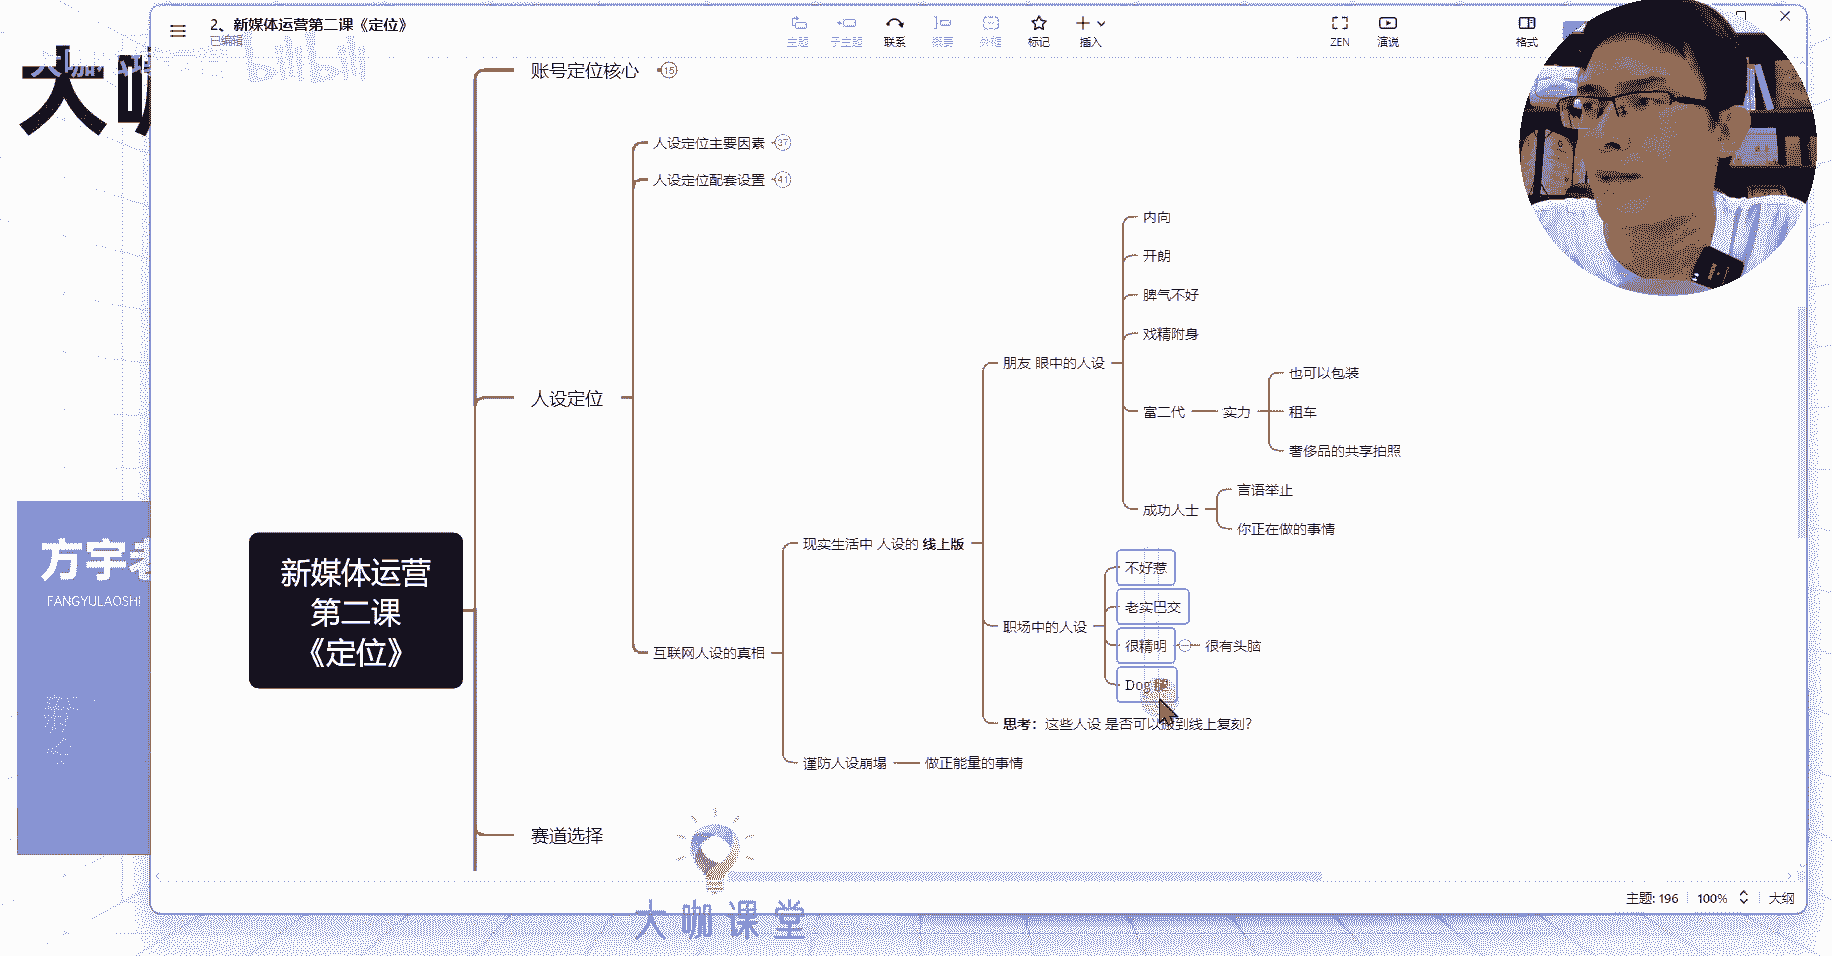 2、新媒体运营第二课《定位》
已编辑
主题
子主题
联系
概要
外框
标记
插入
ZEN
演说
格式
大咖
bilibili
账号定位核心
15
人设定位主要因素
37
人设定位配套设置
41
内向
开朗
脾气不好
戏精附身
朋友 眼中的人设
也可以包装
人设定位
富二代
实力
租车
奢侈品的共享拍照
言语举止
成功人士
你正在做的事情
方宇老
FANGYULAOSHI
新媒体运营
第二课
《定位》
现实生活中 人设的 线上版
不好惹
老实巴交
职场中的人设
很精明
很有头脑
互联网人设的真相
Dog 腿
思考：这些人设 是否可以搬到线上复刻？
谨防人设崩塌
做正能量的事情
赛道选择
主题: 196
100%
大纲
大咖课堂